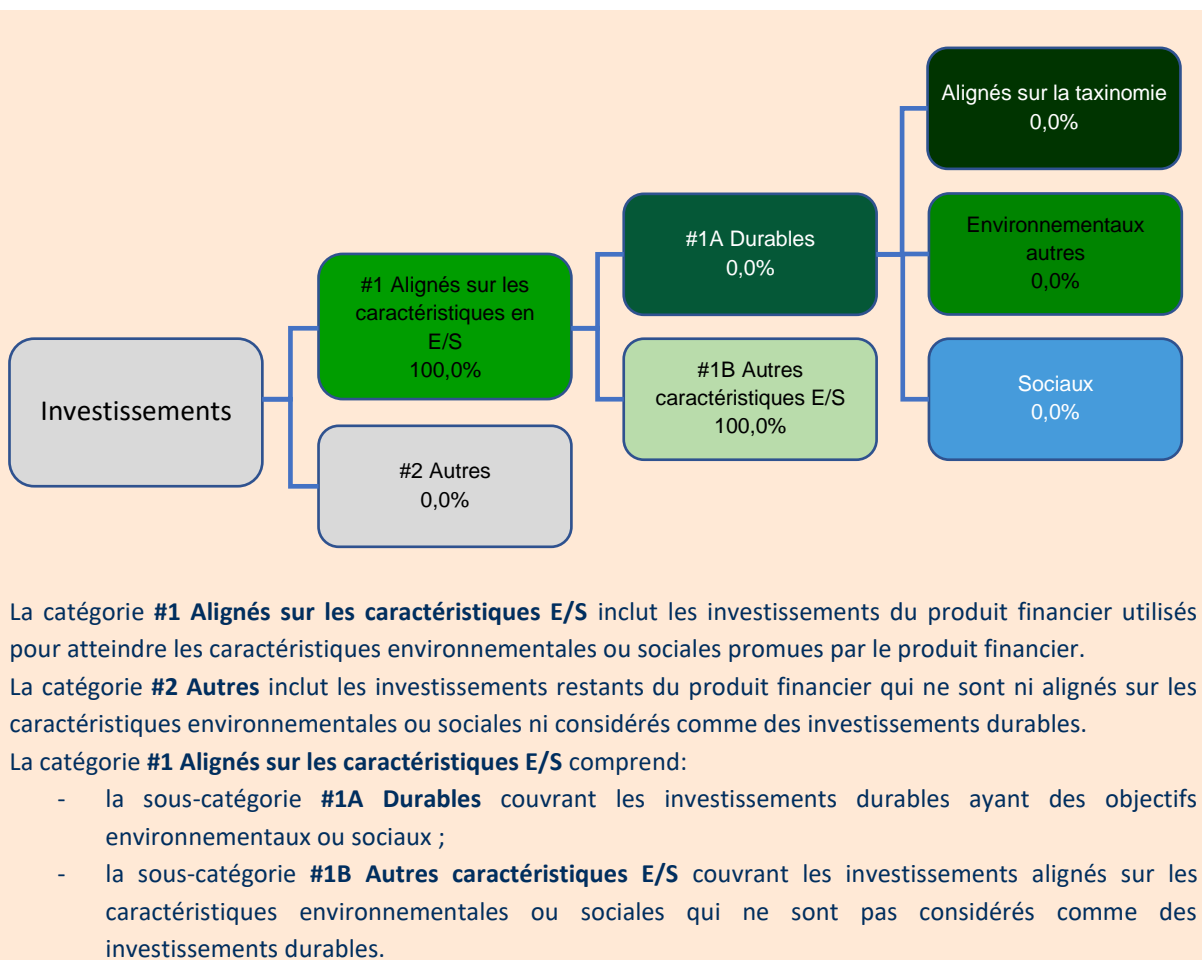 Alignés sur la taxinomie
0,0%
#1A Durables
0,0%
Environnementaux
autres
0,0%
#1 Alignés sur les
caractéristiques en
E/S
100,0%
#1B Autres
caractéristiques E/S
100,0%
Sociaux
0,0%
Investissements
#2 Autres
0,0%
La catégorie #1 Alignés sur les caractéristiques E/S inclut les investissements du produit financier utilisés
pour atteindre les caractéristiques environnementales ou sociales promues par le produit financier.
La catégorie #2 Autres inclut les investissements restants du produit financier qui ne sont ni alignés sur les
caractéristiques environnementales ou sociales ni considérés comme des investissements durables.
La catégorie #1 Alignés sur les caractéristiques E/S comprend:
- la sous-catégorie #1A Durables couvrant les investissements durables ayant des objectifs
environnementaux ou sociaux ;
- la sous-catégorie #1B Autres caractéristiques E/S couvrant les investissements alignés sur les
caractéristiques environnementales ou sociales qui ne sont pas considérés comme des
investissements durables.